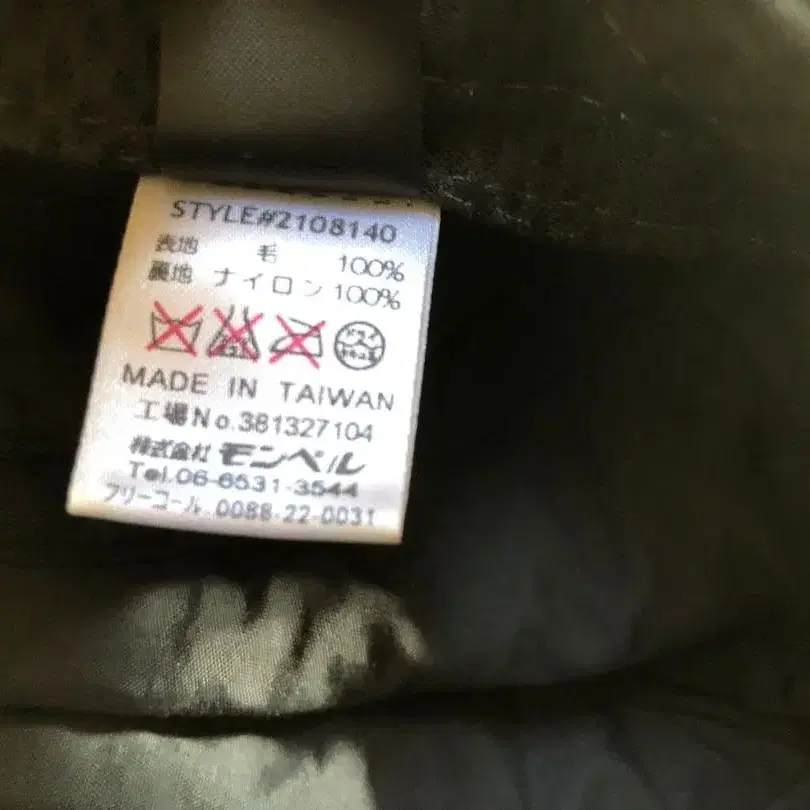 STYLE#2108140
表地 毛 100%
裏地 ナイロン 100%
MADE IN TAIWAN
工場No.381327104
株式会社 モンベル
Tel.06-6531-3544
フリーコール 0088-22-0031